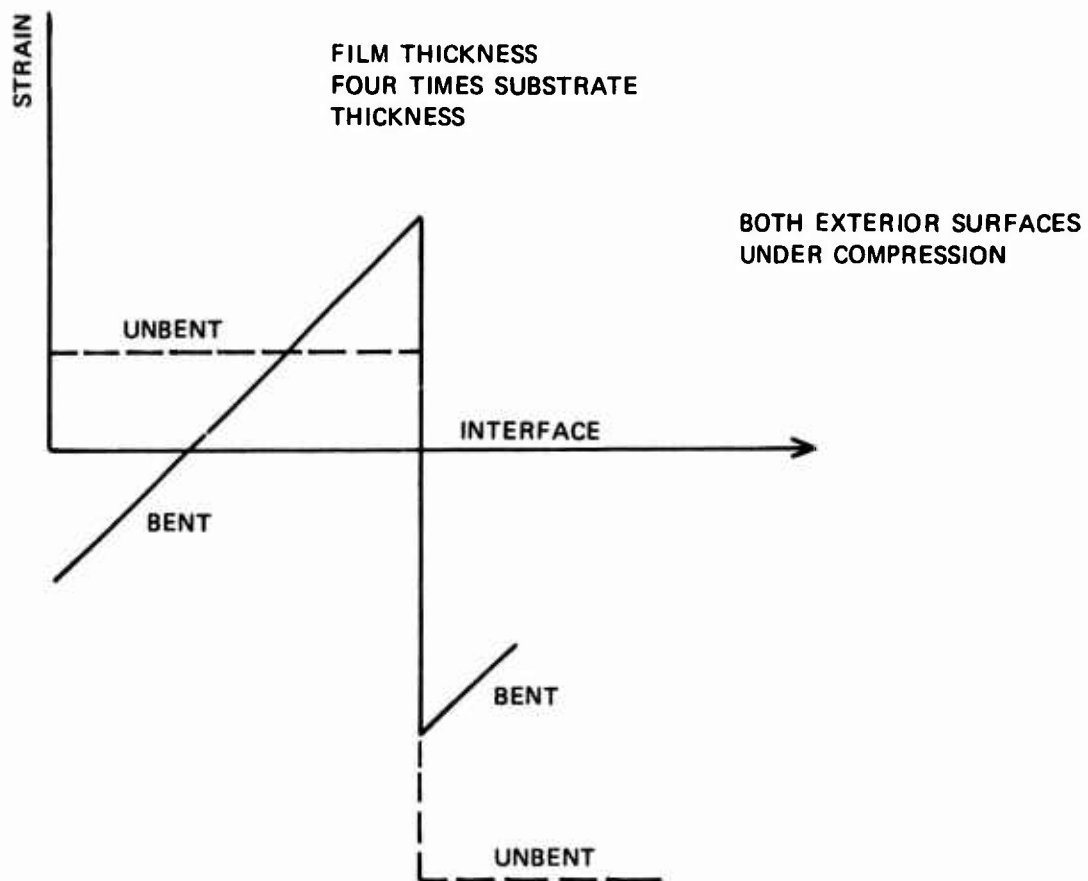 STRAIN
FILM THICKNESS
FOUR TIMES SUBSTRATE
THICKNESS
BOTH EXTERIOR SURFACES
UNDER COMPRESSION
UNBENT
INTERFACE
BENT
BENT
UNBENT